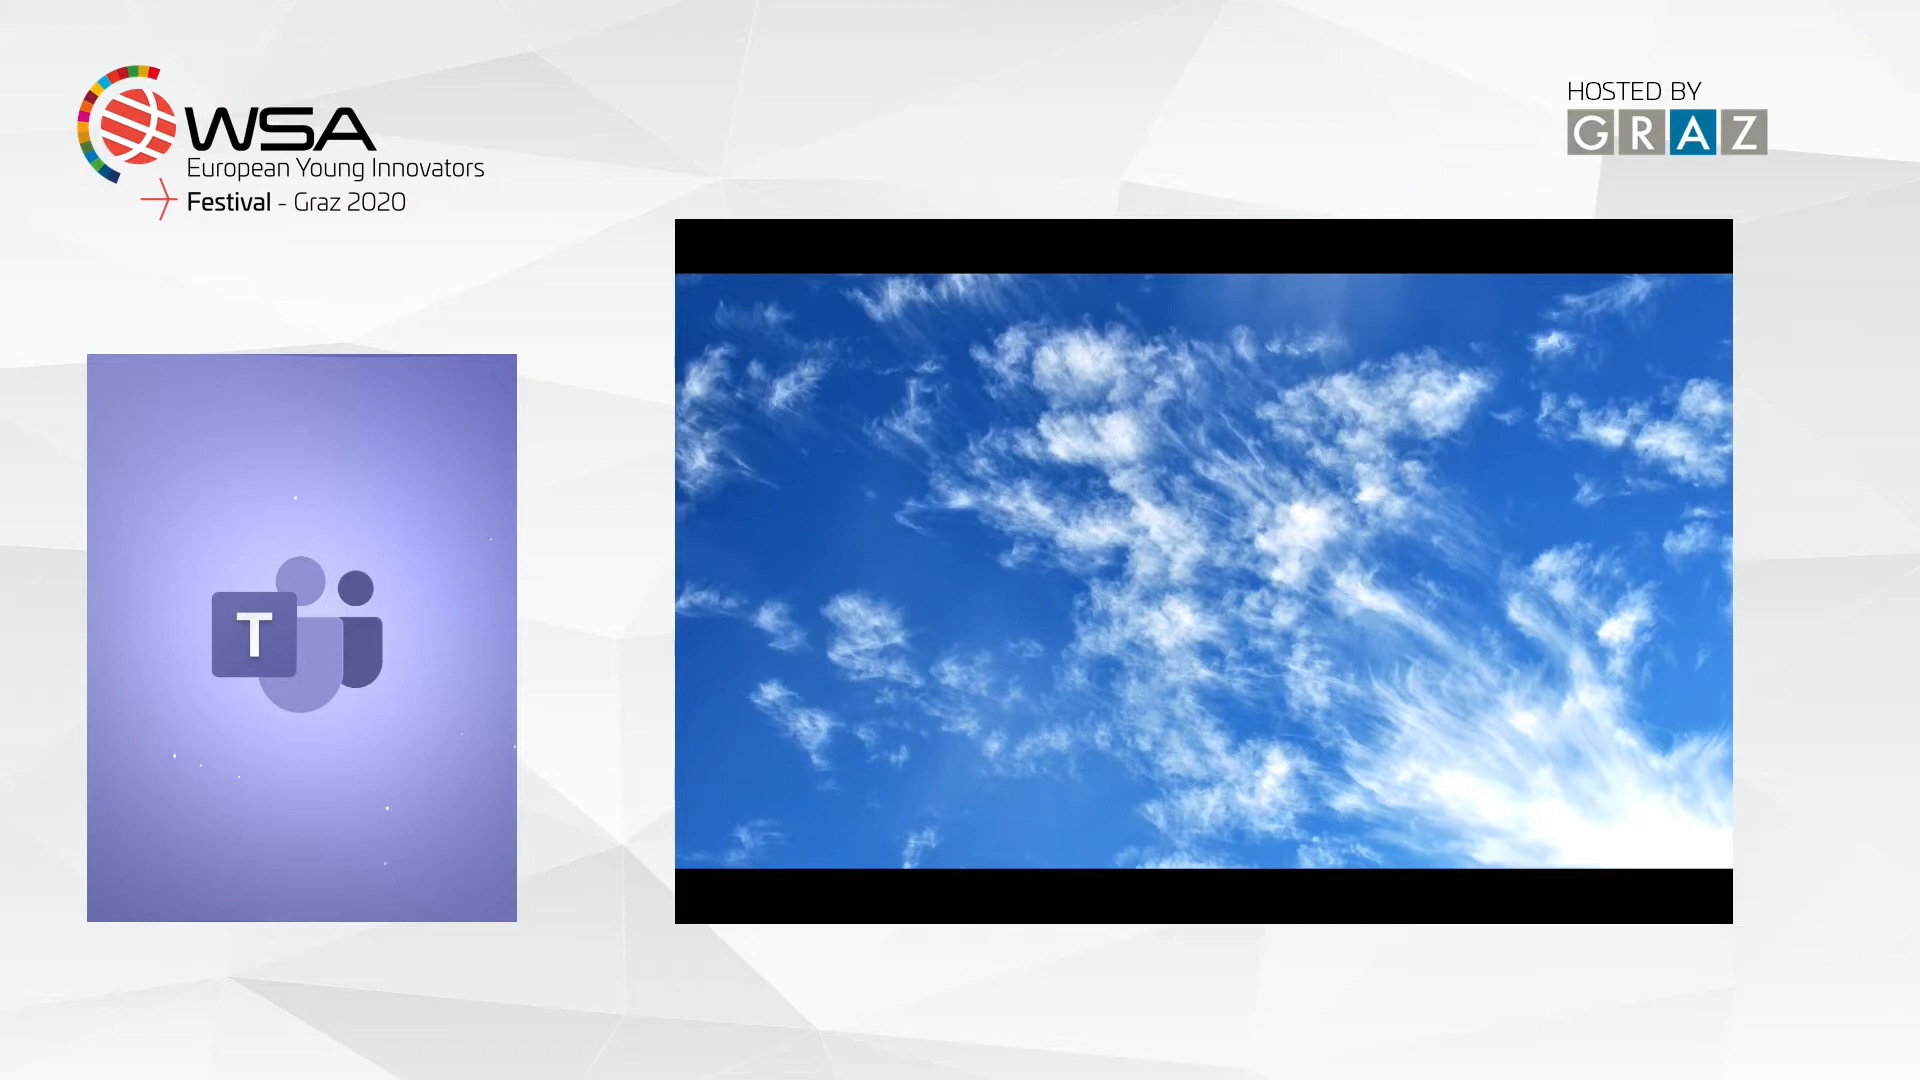 WSA
European Young Innovators
Festival - Graz 2020
HOSTED BY
GRAZ
T